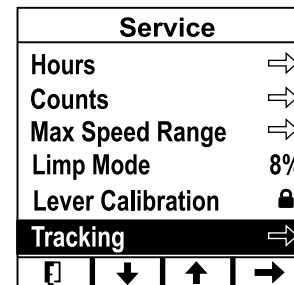 Service
Hours
Counts
Max Speed Range
Limp Mode 8%
Lever Calibration
Tracking